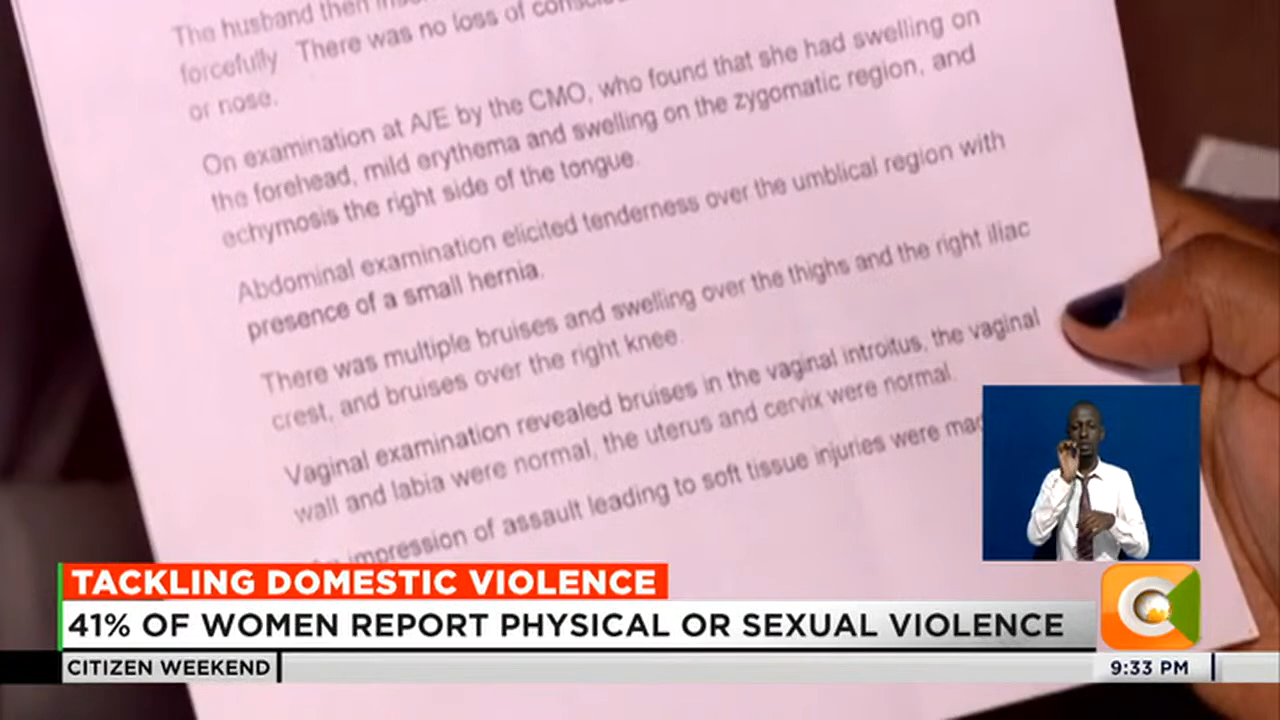 The husband then
forcefully There was no loss of
or nose.
On examination at A/E by the CMO, who found that she had swelling on
the forehead, mild erythema and swelling on the zygomatic region, and
echymosis the right side of the tongue.
Abdominal examination elicited tenderness over the umblical region with
presence of a small hernia.
There was multiple bruises and swelling over the thighs and the right iliac
crest, and bruises over the right knee.
Vaginal examination revealed bruises in the vaginal introitus, the vaginal
wall and labia were normal, the uterus and cervix were normal.
impression of assault leading to soft tissue injuries were
TACKLING DOMESTIC VIOLENCE
41% OF WOMEN REPORT PHYSICAL OR SEXUAL VIOLENCE
CITIZEN WEEKEND
9:33 PM